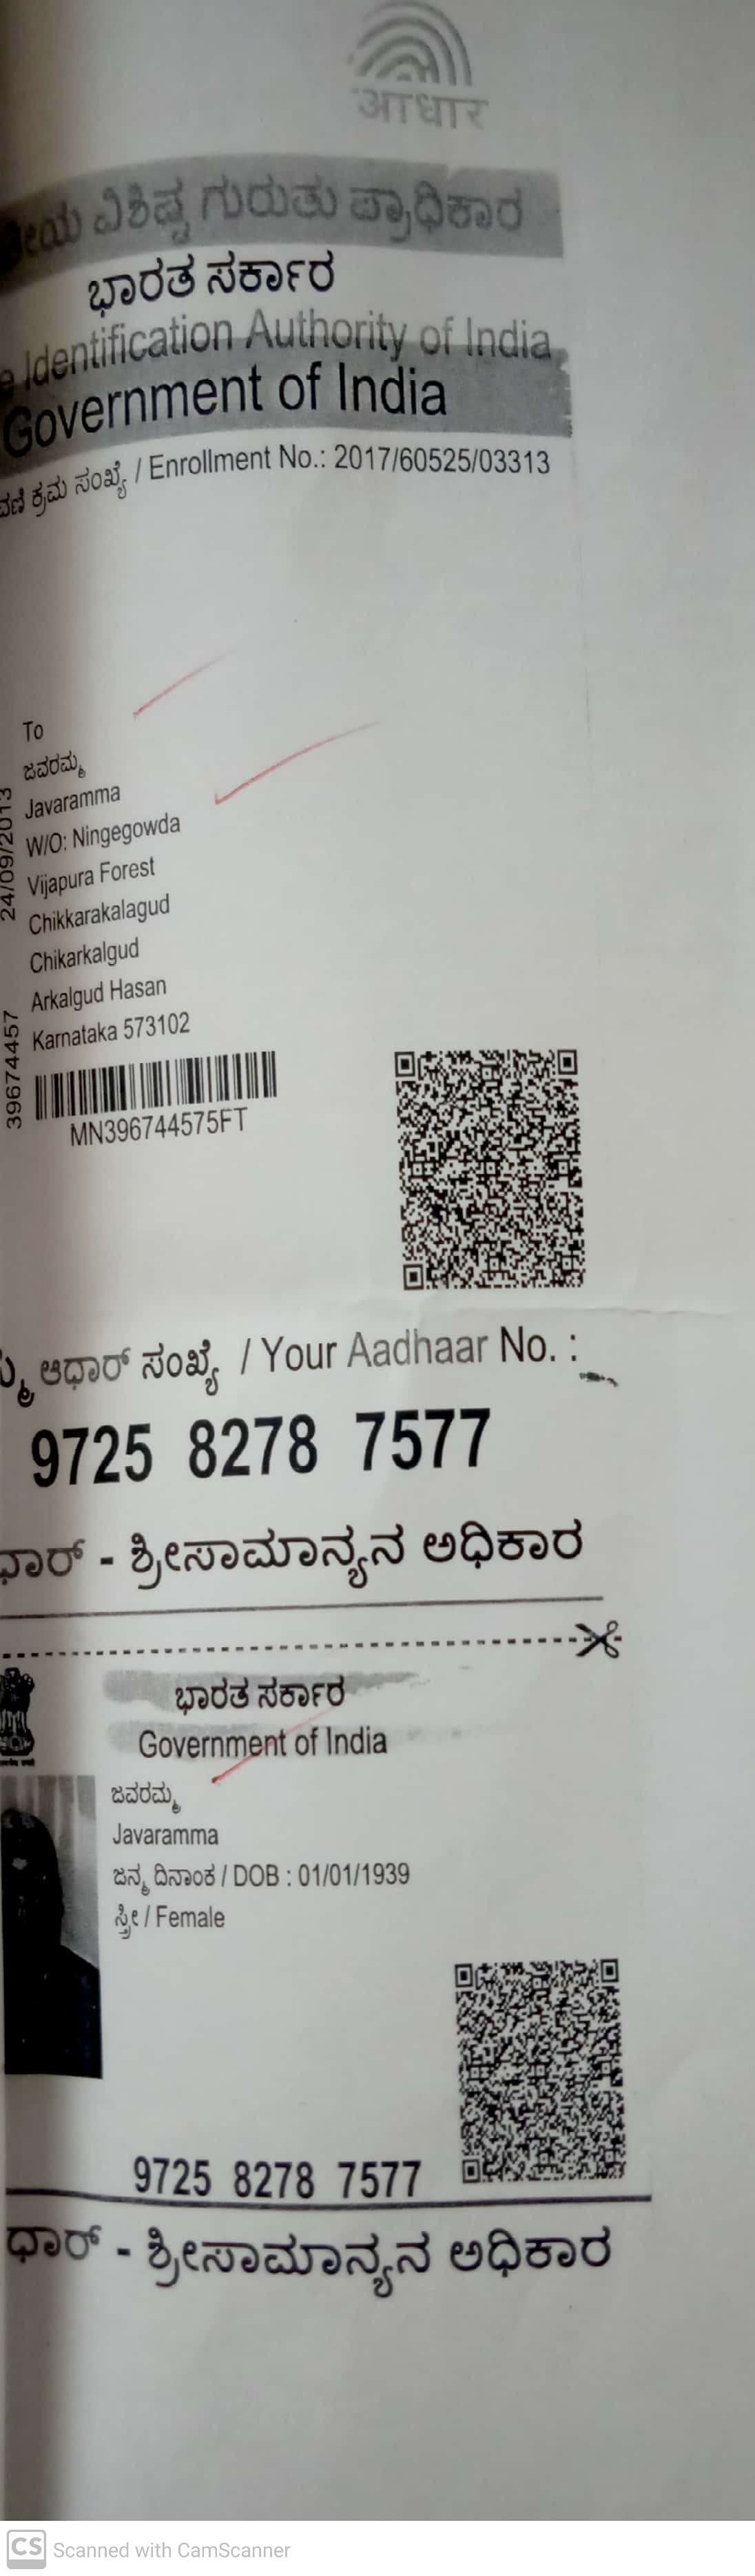 आधार
ವಿಶಿಷ್ಟ ಗುರುತು ಪ್ರಾಧಿಕಾರ
ಭಾರತ ಸರ್ಕಾರ
Identification Authority of India
Government of India
ಕ್ರಮ ಸಂಖ್ಯೆ / Enrollment No.: 2017/60525/03313
To
ಜವರಮ್ಮ
Javaramma
W/O: Ningegowda
Vijapura Forest
Chikkarakalagud
Chikarkalgud
Arkalgud Hasan
Karnataka 573102
24/09/2013
39674457
MN396744575FT
ಆಧಾರ್ ಸಂಖ್ಯೆ / Your Aadhaar No. :
9725 8278 7577
- ಶ್ರೀಸಾಮಾನ್ಯನ ಅಧಿಕಾರ
ಭಾರತ ಸರ್ಕಾರ
Government of India
ಜವರಮ್ಮ
Javaramma
ಜನ್ಮ ದಿನಾಂಕ / DOB : 01/01/1939
ಸ್ತ್ರೀ / Female
9725 8278 7577
ಧಾರ್ - ಶ್ರೀಸಾಮಾನ್ಯನ ಅಧಿಕಾರ
CS Scanned with CamScanner